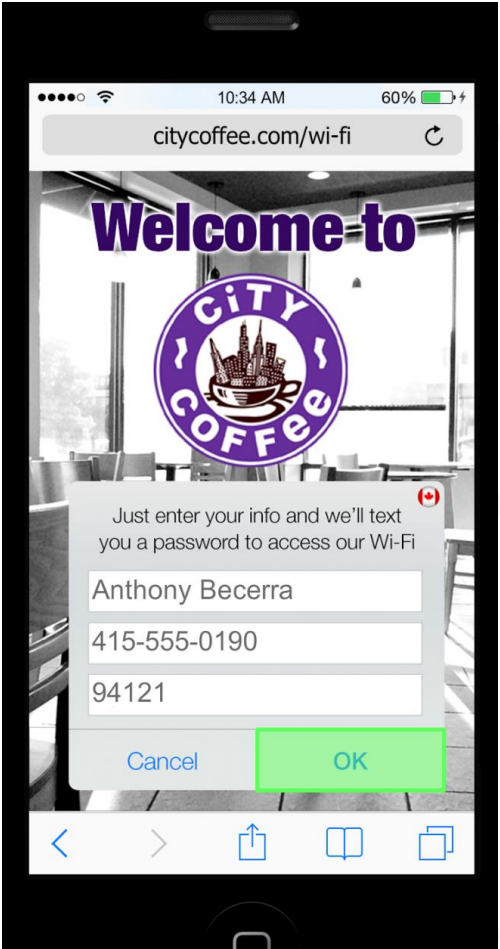 10:34 AM
60%
citycoffee.com/wi-fi
Welcome to
CiTY
COFFee
Just enter your info and we'll text
you a password to access our Wi-Fi
Anthony Becerra
415-555-0190
94121
Cancel
OK